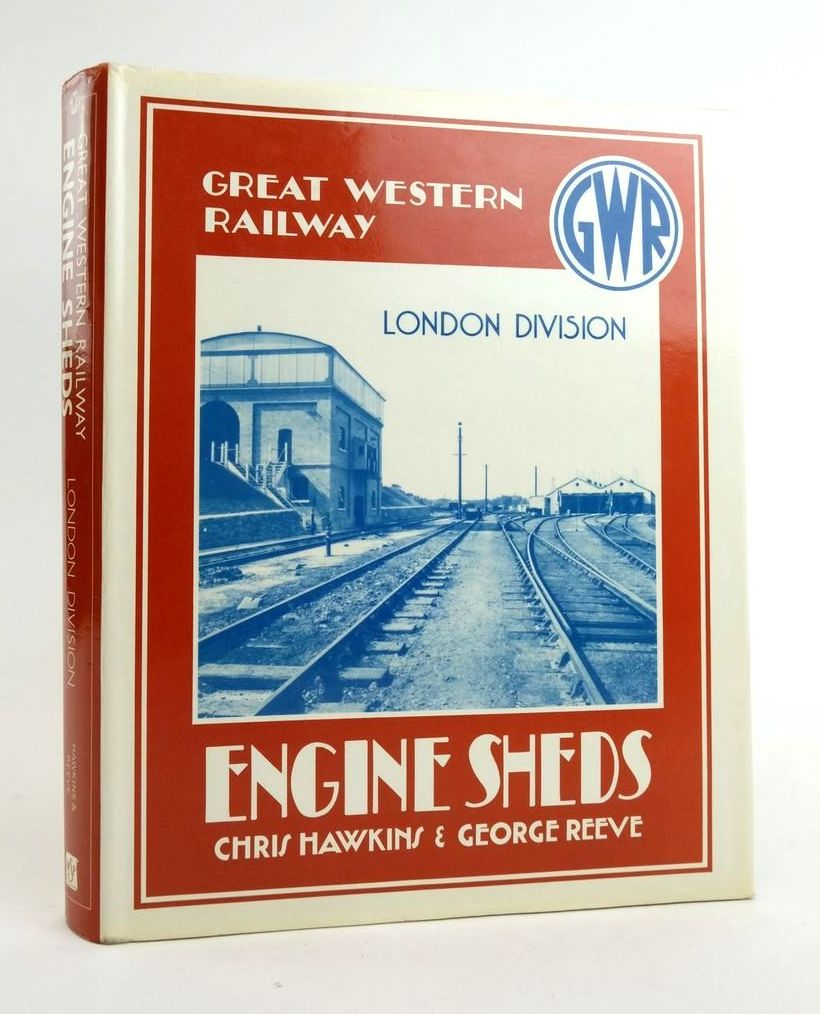 GREAT WESTERN
RAILWAY
GWR
LONDON DIVISION
ENGINE SHEDS
CHRIS HAWKINS & GEORGE REEVE
GREAT WESTERN RAILWAY
ENGINE SHEDS
LONDON DIVISION
HAWKINS &
REEVE